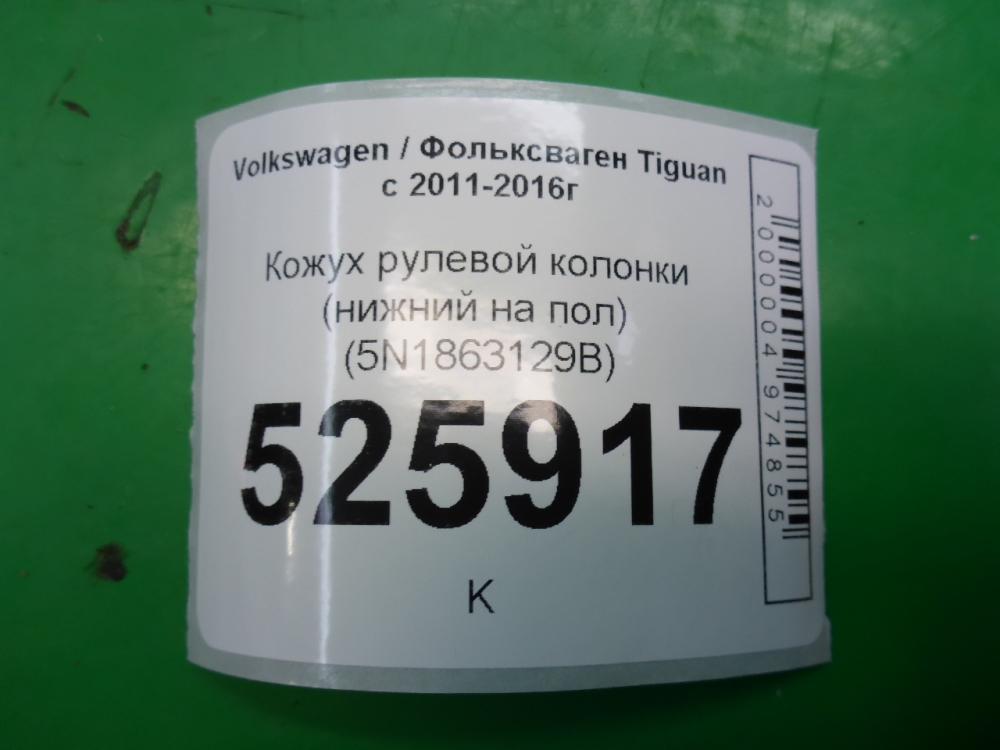 Volkswagen / Фольксваген Tiguan
с 2011-2016г
Кожух рулевой колонки
(нижний на пол)
(5N1863129B)
525917
К
2000004974855